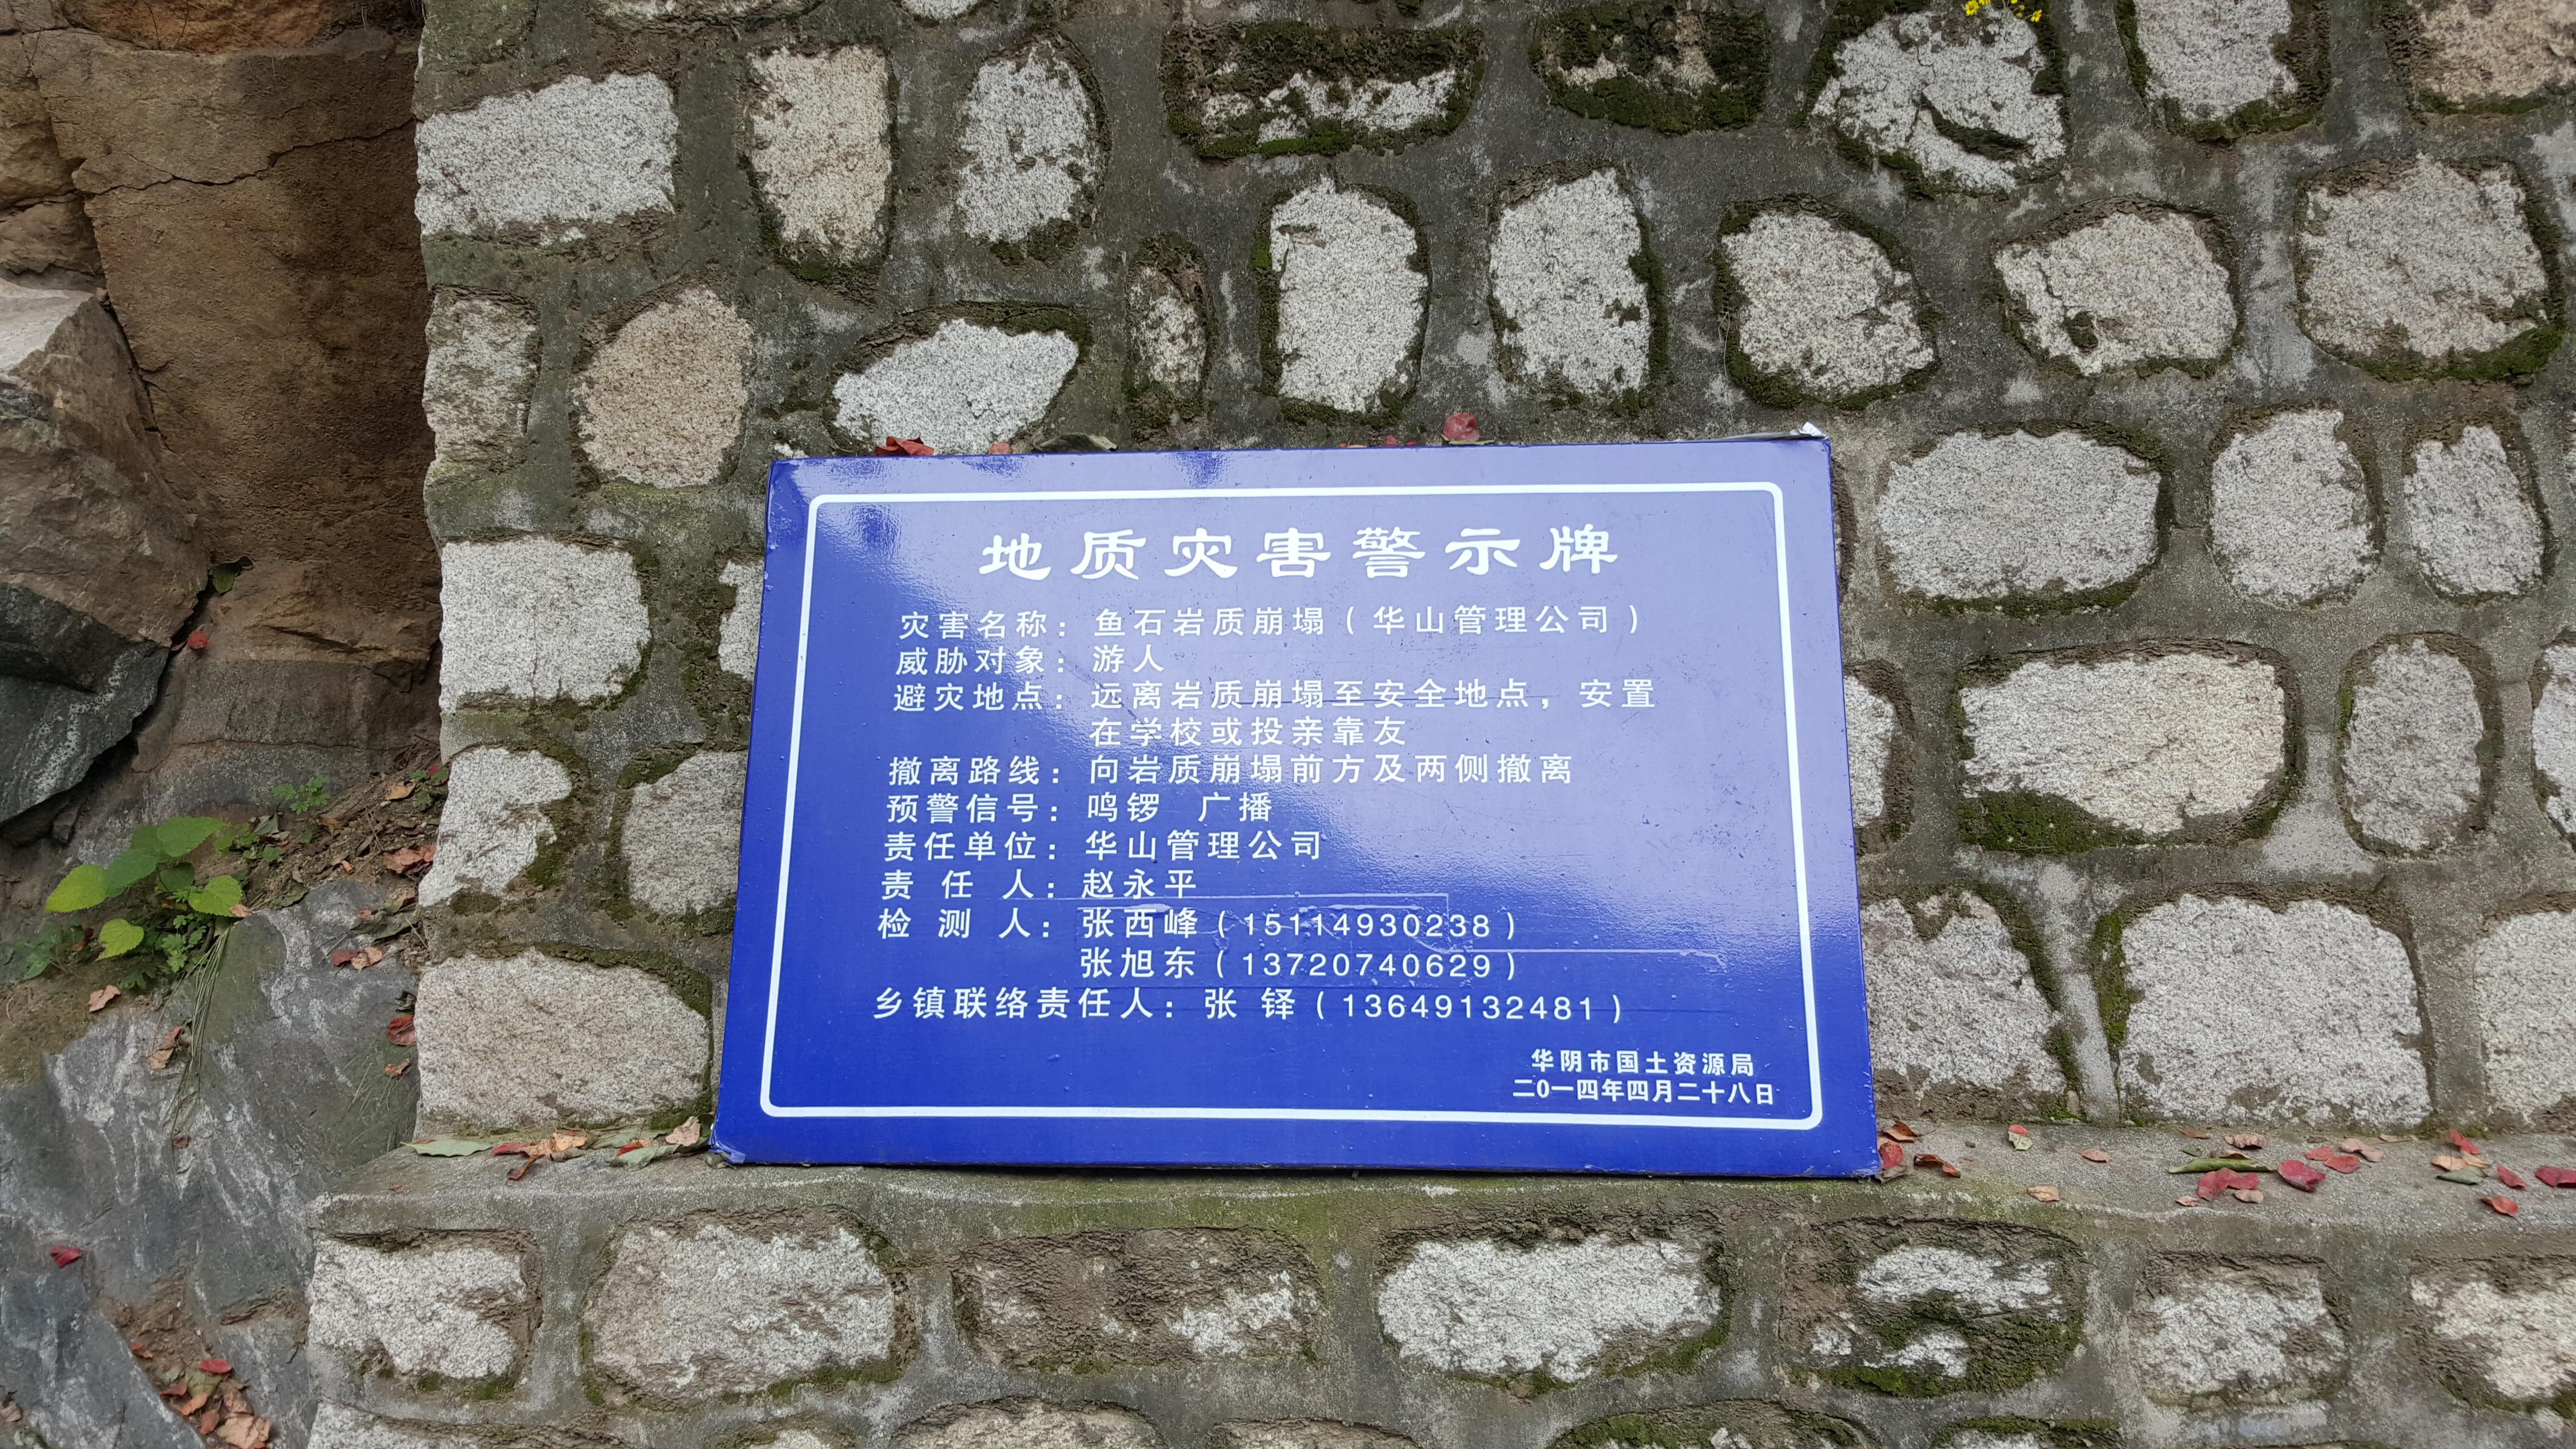 地质灾害警示牌
灾害名称：鱼石岩质崩塌（华山管理公司）
威胁对象：游人
避灾地点：远离岩质崩塌至安全地点，安置
在学校或投亲靠友
撤离路线：向岩质崩塌前方及两侧撤离
预警信号：鸣锣 广播
责任单位：华山管理公司
责 任 人：赵永平
检 测 人：张西峰（15114930238）
张旭东（13720740629）
乡镇联络责任人：张 铎（13649132481）
华阴市国土资源局
二0一四年四月二十八日